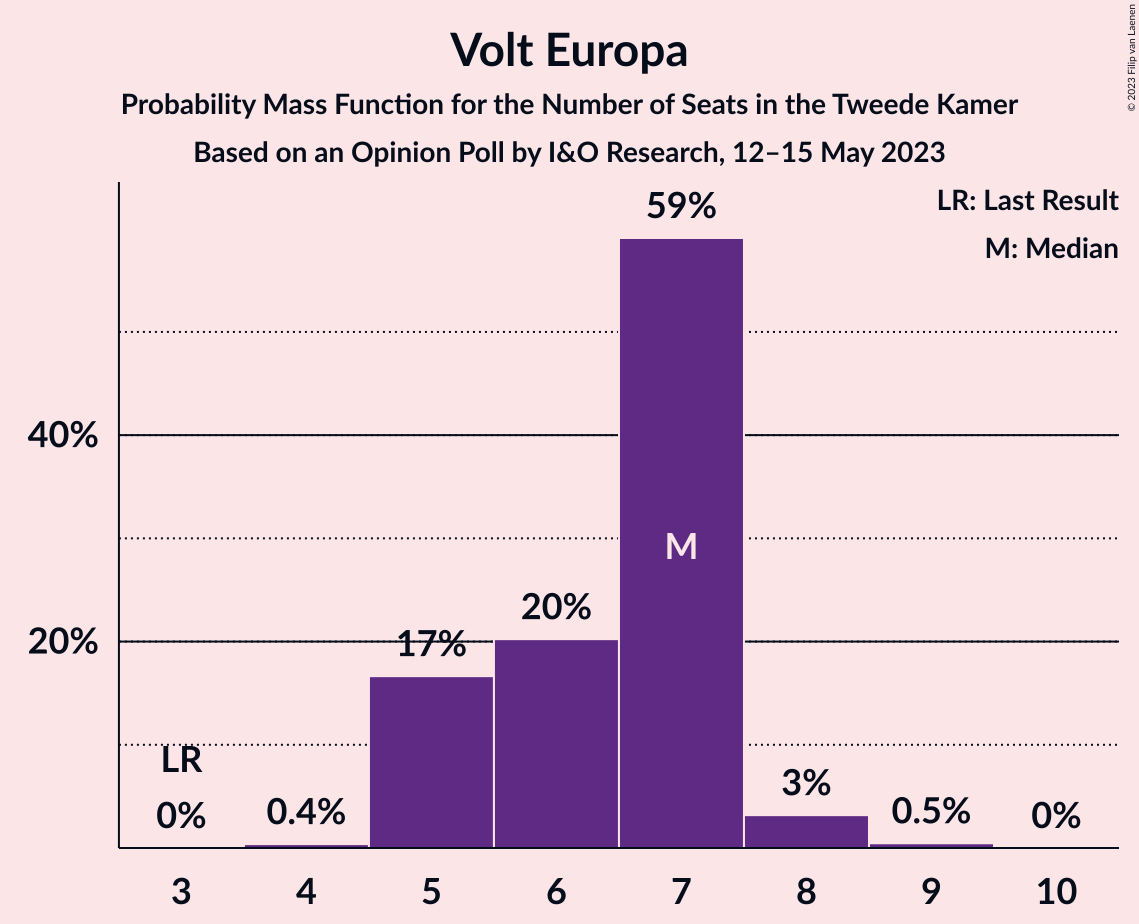 Volt Europa
Probability Mass Function for the Number of Seats in the Tweede Kamer
Based on an Opinion Poll by I&O Research, 12–15 May 2023
© 2023 Filip van Laenen
LR: Last Result
M: Median
59%
40%
M
20%
20%
17%
LR
0%
0.4%
3%
0.5%
0%
3 4 5 6 7 8 9 10